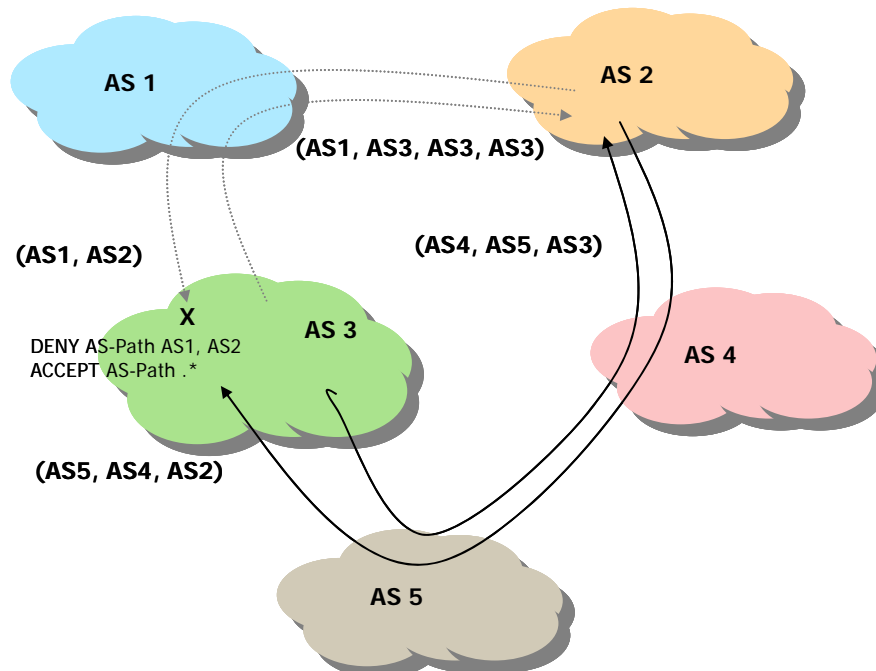 AS 1
AS 2
(AS1, AS3, AS3, AS3)
(AS1, AS2)
(AS4, AS5, AS3)
X
AS 3
DENY AS-Path AS1, AS2
ACCEPT AS-Path .*
AS 4
(AS5, AS4, AS2)
AS 5